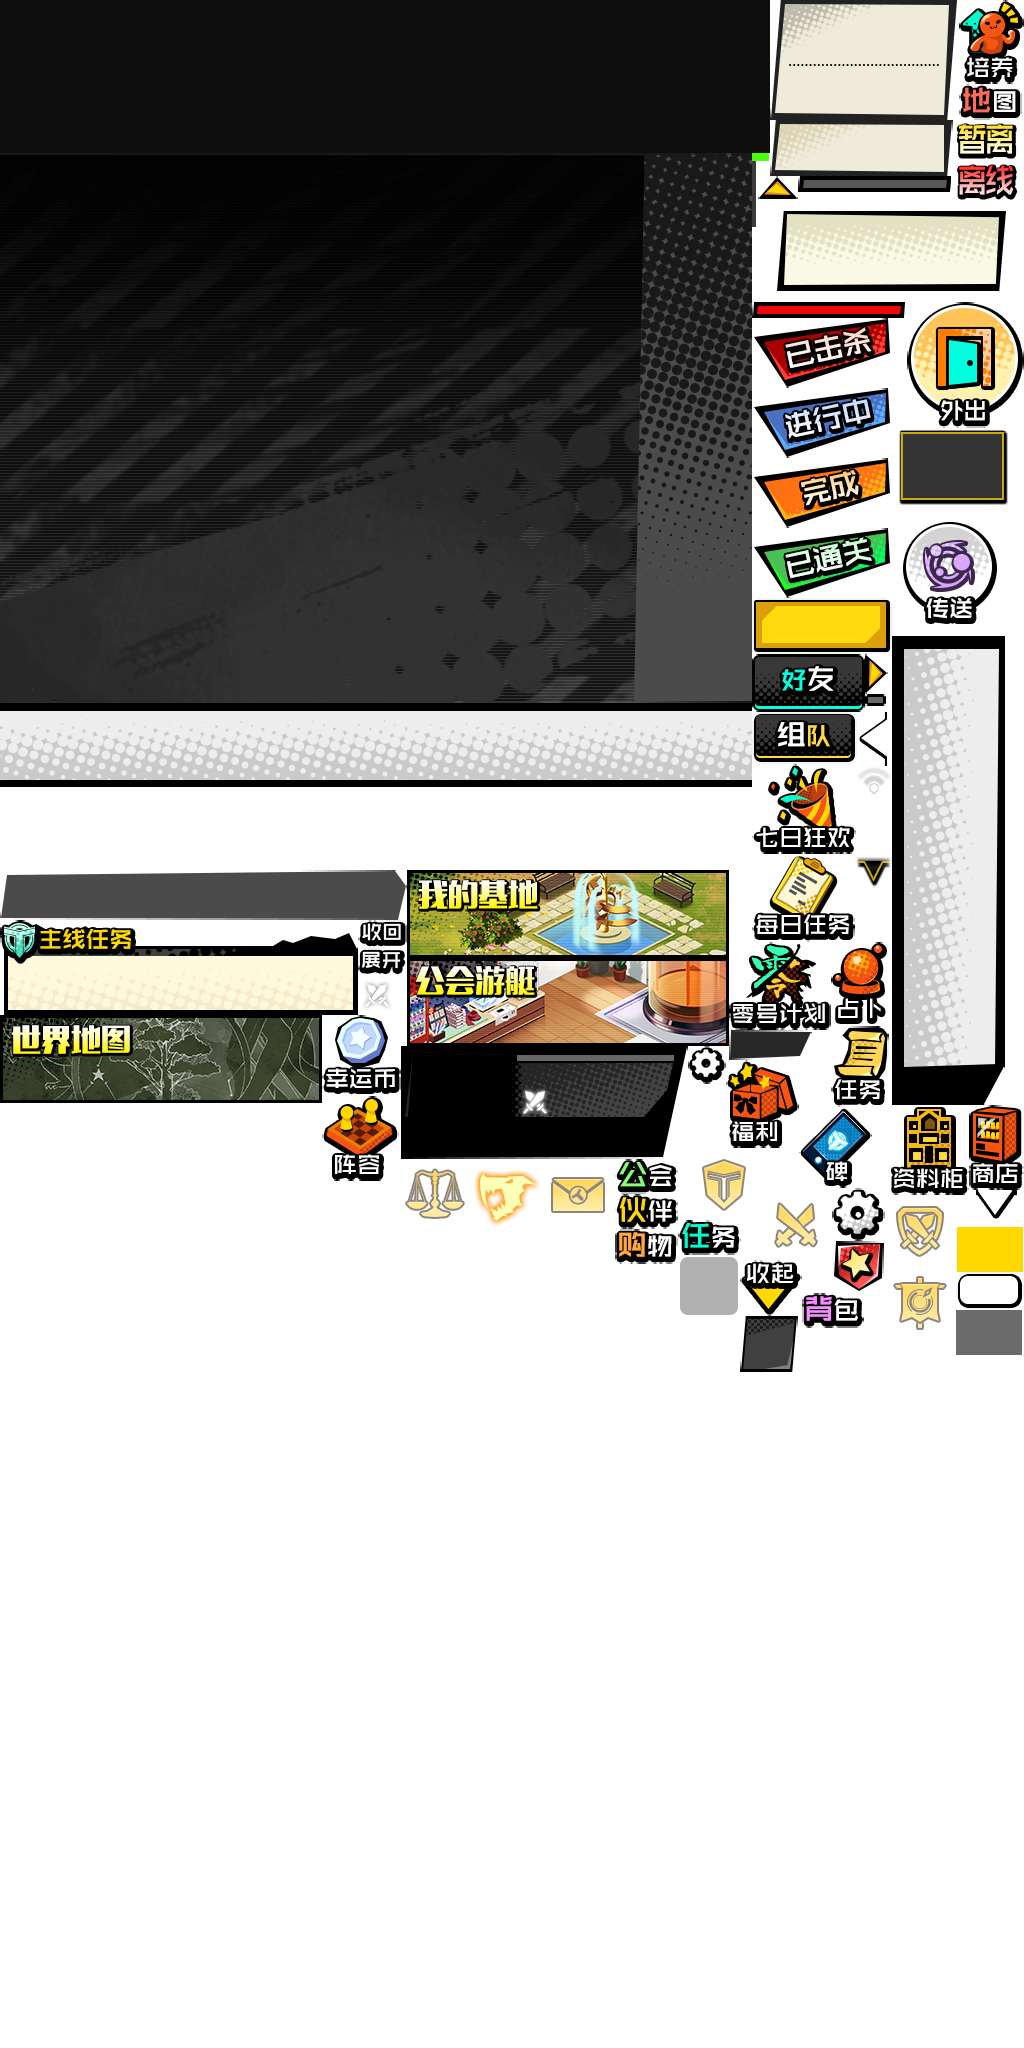 培养
地图
暂离
离线
已击杀
外出
进行中
完成
已通关
传送
好友
组队
七日狂欢
我的基地
每日任务
主线任务
收回
展开
公会游艇
零号计划
占卜
世界地图
幸运币
任务
福利
阵容
碑
资料柜
商店
公会
伙伴
购物
任务
收起
背包